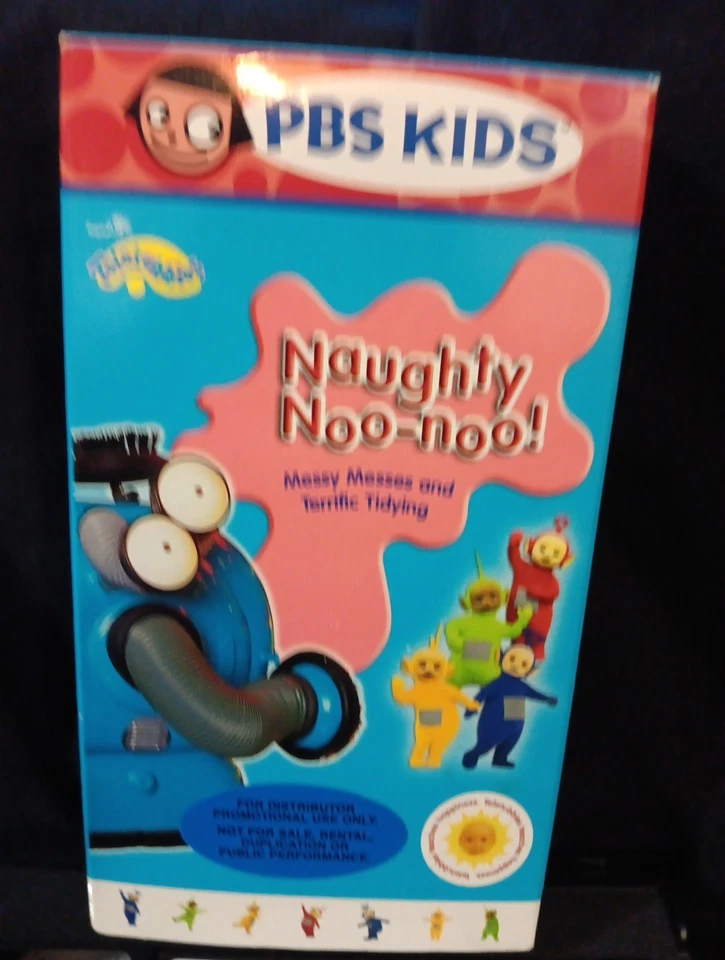 PBS KIDS
Teletubbies
Naughty
Noo-noo!
Messy Messes and
Terrific Tidying
FOR DISTRIBUTOR
PROMOTIONAL USE ONLY.
NOT FOR SALE, RENTAL,
DUPLICATION OR
PUBLIC PERFORMANCE.